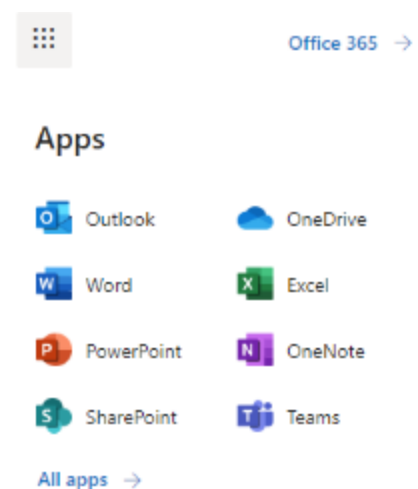 Office 365 →
Apps
Outlook OneDrive
Word Excel
PowerPoint OneNote
SharePoint Teams
All apps →